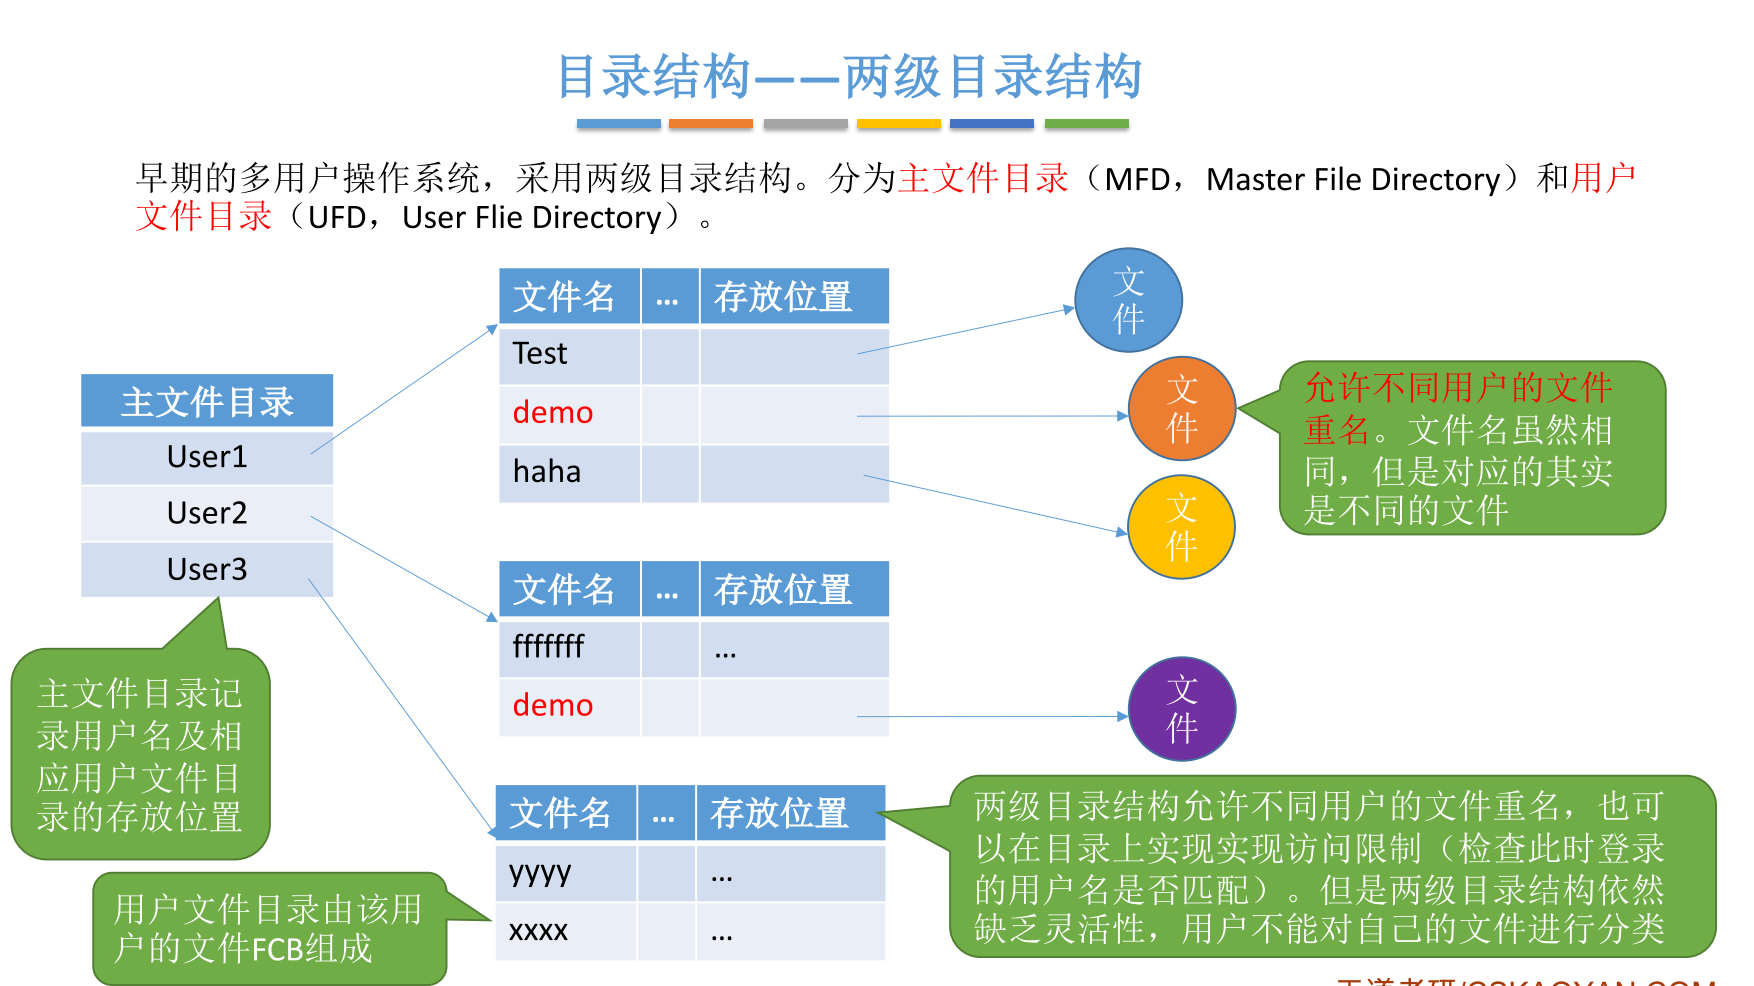 目录结构——两级目录结构
早期的多用户操作系统，采用两级目录结构。分为主文件目录（MFD，Master File Directory）和用户
文件目录（UFD，User Flie Directory）。
主文件目录
User1
User2
User3
文件名 … 存放位置
Test
demo
haha
文件名 … 存放位置
fffffff …
demo
文件名 … 存放位置
yyyy …
xxxx …
文
件
文
件
文
件
文
件
允许不同用户的文件
重名。文件名虽然相
同，但是对应的其实
是不同的文件
主文件目录记
录用户名及相
应用户文件目
录的存放位置
用户文件目录由该用
户的文件FCB组成
两级目录结构允许不同用户的文件重名，也可
以在目录上实现实现访问限制（检查此时登录
的用户名是否匹配）。但是两级目录结构依然
缺乏灵活性，用户不能对自己的文件进行分类
王道考研/CSKAOYAN.COM